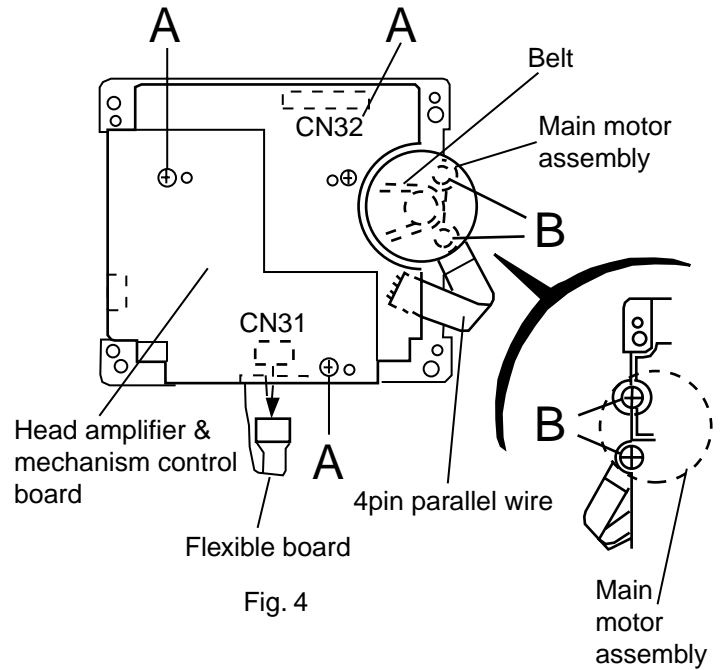 A
A
Belt
CN32
Main motor
assembly
B
CN31
B
Head amplifier &
mechanism control
board
A
4pin parallel wire
Flexible board
Fig. 4
Main
motor
assembly